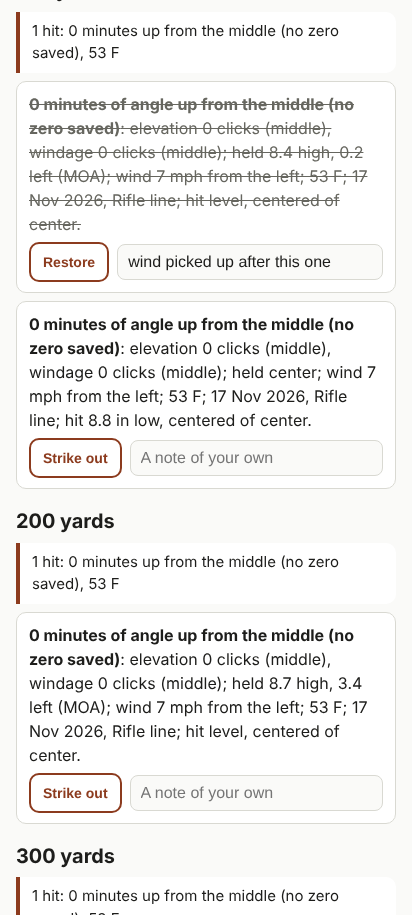 1 hit: 0 minutes up from the middle (no zero
saved), 53 F
0 minutes of angle up from the middle (no
zero saved): elevation 0 clicks (middle),
windage 0 clicks (middle); held 8.4 high, 0.2
left (MOA); wind 7 mph from the left; 53 F; 17
Nov 2026, Rifle line; hit level, centered of
center.
Restore
wind picked up after this one
0 minutes of angle up from the middle (no
zero saved): elevation 0 clicks (middle),
windage 0 clicks (middle); held center; wind 7
mph from the left; 53 F; 17 Nov 2026, Rifle
line; hit 8.8 in low, centered of center.
Strike out
A note of your own
200 yards
1 hit: 0 minutes up from the middle (no zero
saved), 53 F
0 minutes of angle up from the middle (no
zero saved): elevation 0 clicks (middle),
windage 0 clicks (middle); held 8.7 high, 3.4
left (MOA); wind 7 mph from the left; 53 F; 17
Nov 2026, Rifle line; hit level, centered of
center.
Strike out
A note of your own
300 yards
1 hit: 0 minutes up from the middle (no zero